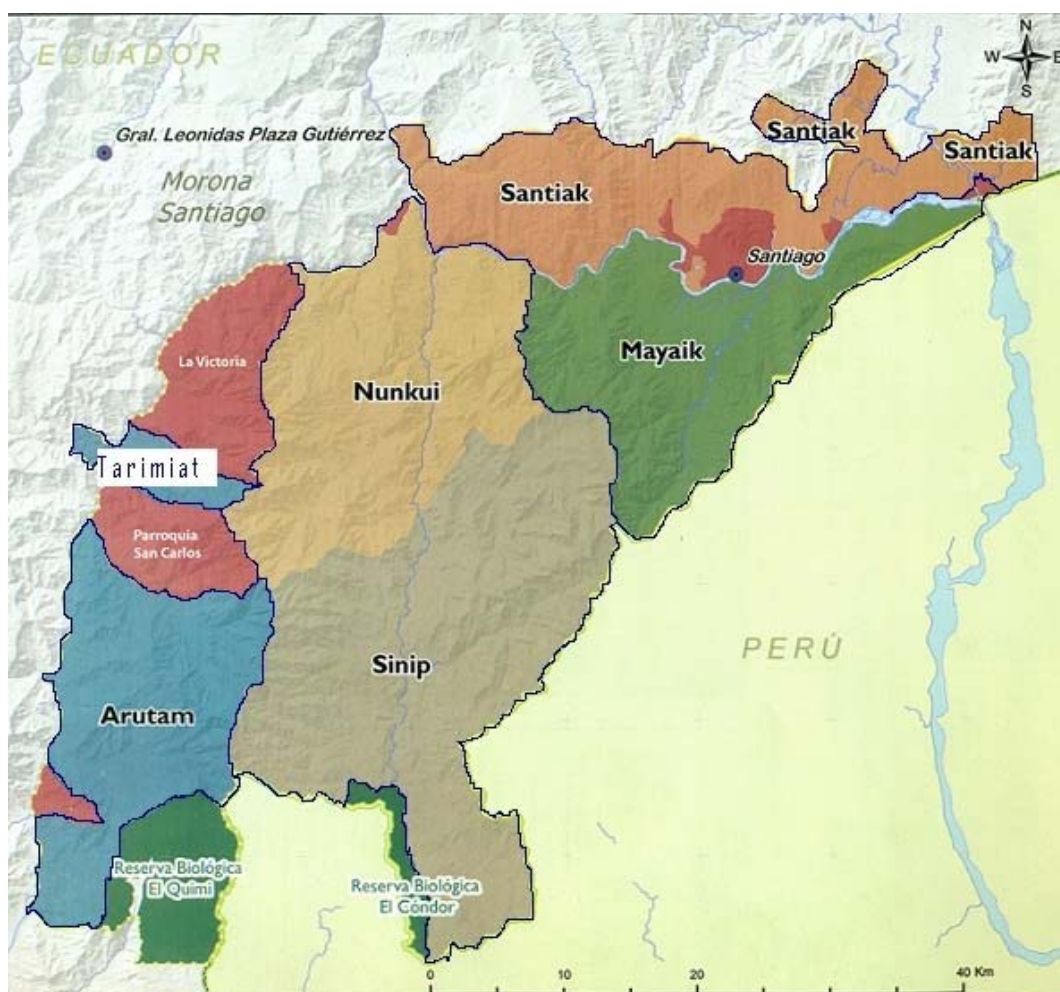 ECUADOR
N
W E
S
Gral. Leonidas Plaza Gutiérrez
Santiak
Santiak
Morona
Santiago
Santiak
Santiago
La Victoria
Mayaik
Nunkui
Tarimiat
Parroquia
San Carlos
PERÚ
Sinip
Arutam
Reserva Biológica
El Quimi
Reserva Biológica
El Cóndor
0 10 20 40 Km